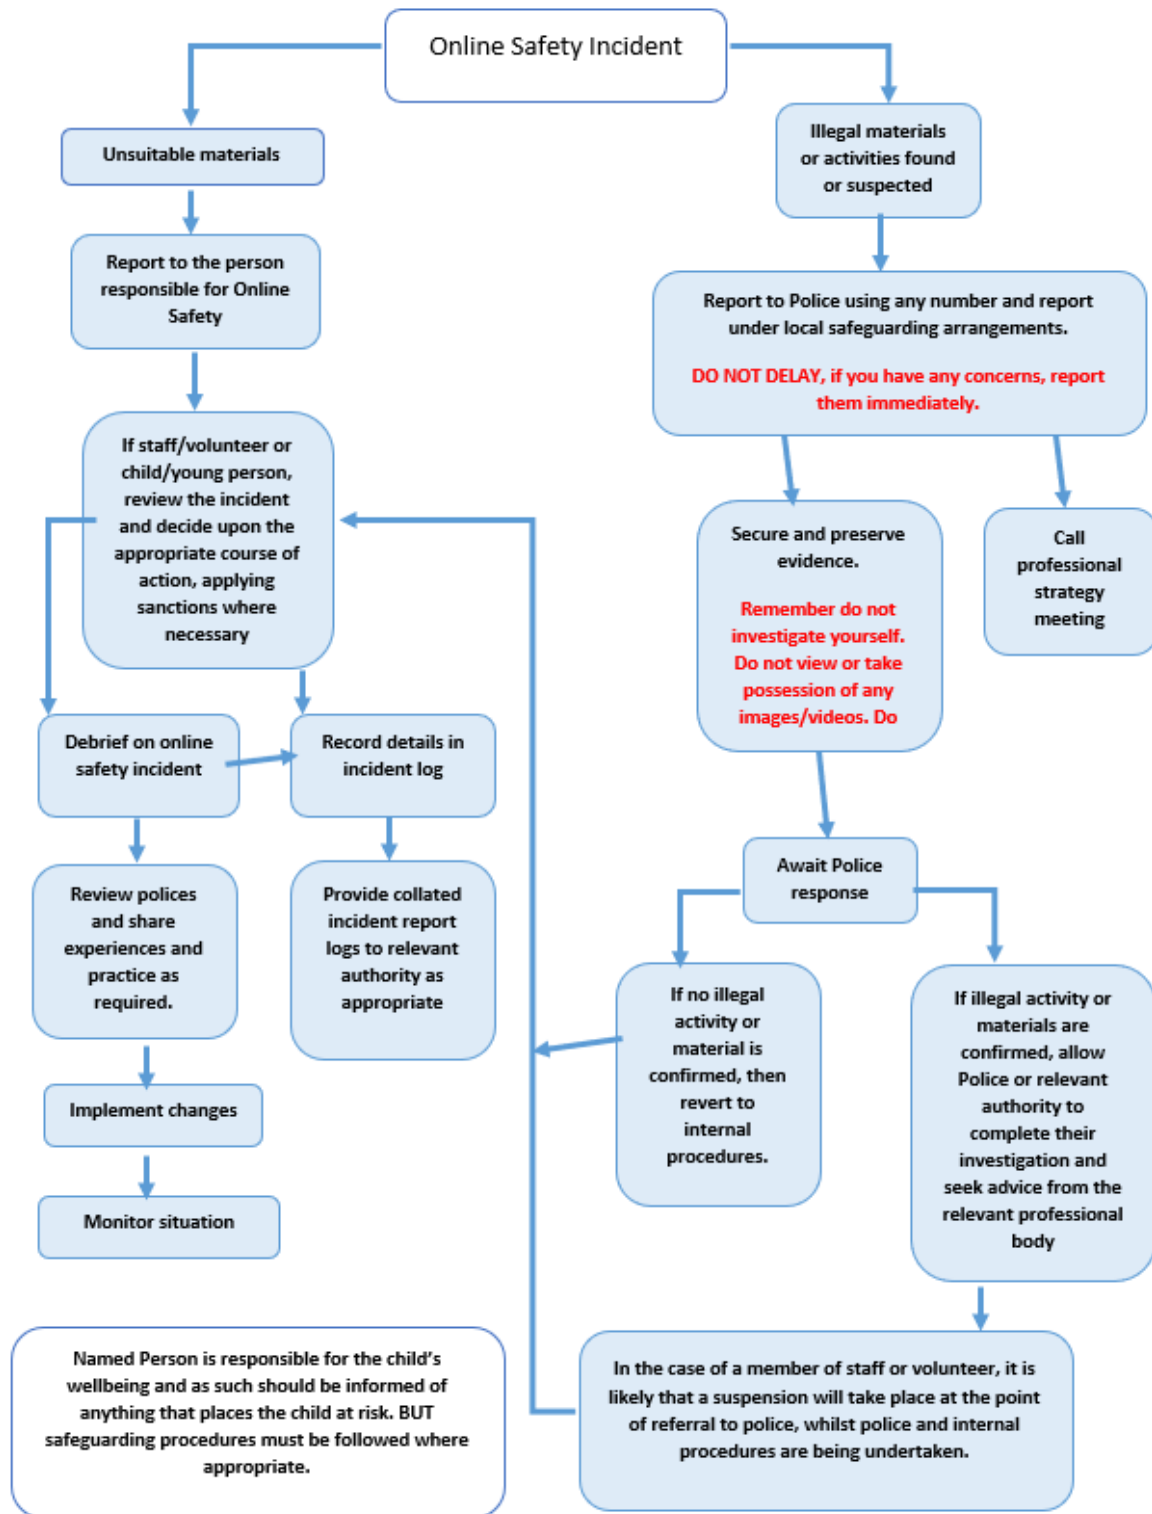 Online Safety Incident
Unsuitable materials
Report to the person
responsible for Online
Safety
If staff/volunteer or
child/young person,
review the incident
and decide upon the
appropriate course of
action, applying
sanctions where
necessary
Debrief on online
safety incident
Record details in
incident log
Review polices
and share
experiences and
practice as
required.
Provide collated
incident report
logs to relevant
authority as
appropriate
Implement changes
Monitor situation
Illegal materials
or activities found
or suspected
Report to Police using any number and report
under local safeguarding arrangements.
DO NOT DELAY, if you have any concerns, report
them immediately.
Secure and preserve
evidence.
Remember do not
investigate yourself.
Do not view or take
possession of any
images/videos. Do
Call
professional
strategy
meeting
Await Police
response
If no illegal
activity or
material is
confirmed, then
revert to
internal
procedures.
If illegal activity or
materials are
confirmed, allow
Police or relevant
authority to
complete their
investigation and
seek advice from the
relevant professional
body
In the case of a member of staff or volunteer, it is
likely that a suspension will take place at the point
of referral to police, whilst police and internal
procedures are being undertaken.
Named Person is responsible for the child's
wellbeing and as such should be informed of
anything that places the child at risk. BUT
safeguarding procedures must be followed where
appropriate.